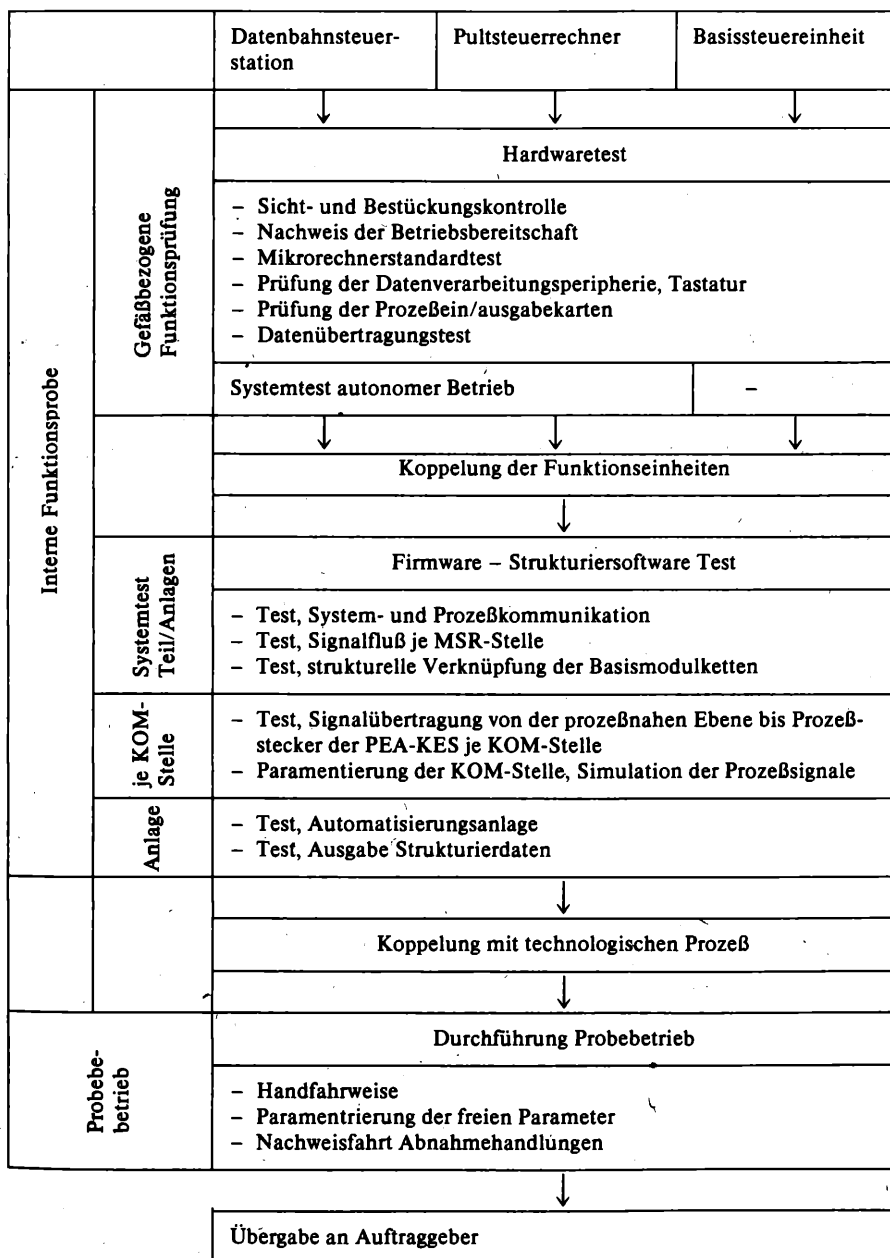 Datenbahnsteuer-
station
Pultsteuerrechner
Basissteuereinheit
Interne Funktionsprobe
Gefäßbezogene
Funktionsprüfung
Hardwaretest
– Sicht- und Bestückungskontrolle
– Nachweis der Betriebsbereitschaft
– Mikrorechnerstandardtest
– Prüfung der Datenverarbeitungsperipherie, Tastatur
– Prüfung der Prozeßein/ausgabekarten
– Datenübertragungstest
Systemtest autonomer Betrieb
–
Koppelung der Funktionseinheiten
Systemtest
Teil/Anlagen
Firmware – Strukturiersoftware Test
– Test, System- und Prozeßkommunikation
– Test, Signalfluß je MSR-Stelle
– Test, strukturelle Verknüpfung der Basismodulketten
je KOM-
Stelle
– Test, Signalübertragung von der prozeßnahen Ebene bis Prozeß-
stecker der PEA-KES je KOM-Stelle
– Paramentierung der KOM-Stelle, Simulation der Prozeßsignale
Anlage
– Test, Automatisierungsanlage
– Test, Ausgabe Strukturierdaten
Koppelung mit technologischen Prozeß
Probebe-
betrieb
Durchführung Probebetrieb
– Handfahrweise
– Paramentrierung der freien Parameter
– Nachweisfahrt Abnahmehandlungen
Übergabe an Auftraggeber